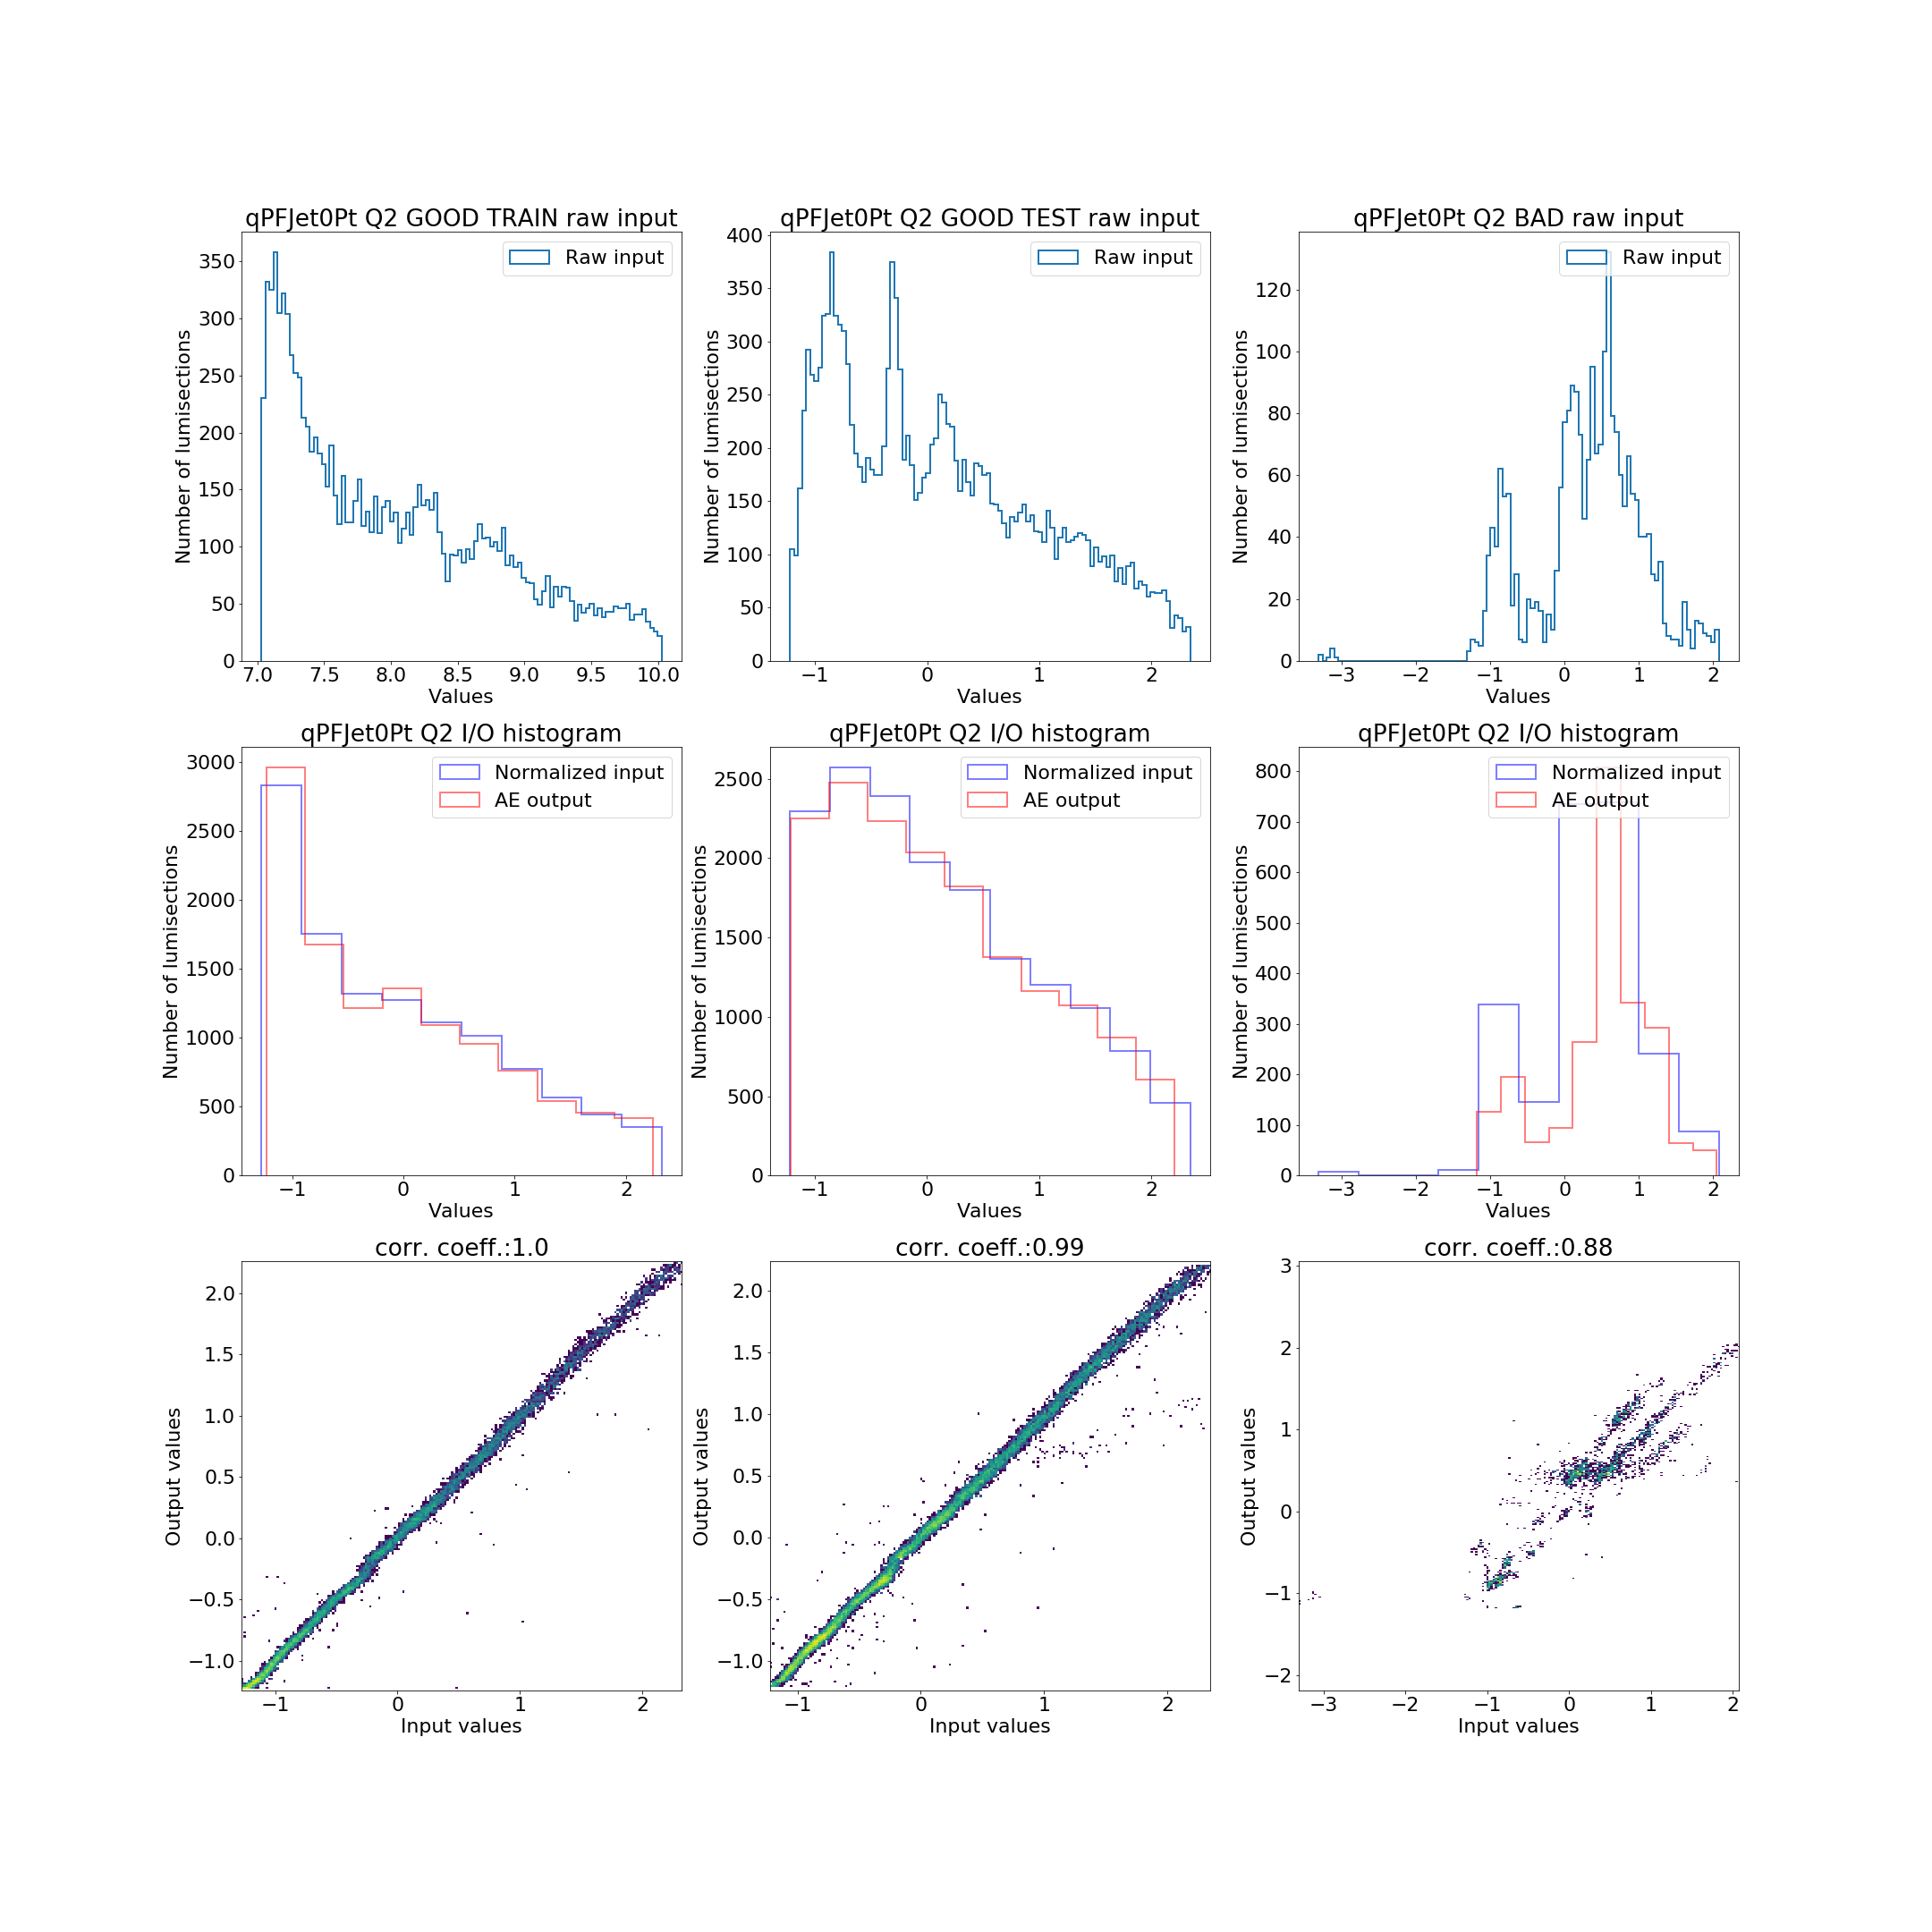 qPFJet0Pt Q2 GOOD TRAIN raw input
Raw input
Number of lumisections
350
300
250
200
150
100
50
0
7.0 7.5 8.0 8.5 9.0 9.5 10.0
Values
qPFJet0Pt Q2 GOOD TEST raw input
Raw input
Number of lumisections
400
350
300
250
200
150
100
50
0
−1 0 1 2
Values
qPFJet0Pt Q2 BAD raw input
Raw input
Number of lumisections
120
100
80
60
40
20
0
−3 −2 −1 0 1 2
Values
qPFJet0Pt Q2 I/O histogram
Normalized input
AE output
Number of lumisections
3000
2500
2000
1500
1000
500
0
−1 0 1 2
Values
qPFJet0Pt Q2 I/O histogram
Normalized input
AE output
Number of lumisections
2500
2000
1500
1000
500
0
−1 0 1 2
Values
qPFJet0Pt Q2 I/O histogram
Normalized input
AE output
Number of lumisections
800
700
600
500
400
300
200
100
0
−3 −2 −1 0 1 2
Values
corr. coeff.:1.0
Output values
2.0
1.5
1.0
0.5
0.0
−0.5
−1.0
−1 0 1 2
Input values
corr. coeff.:0.99
Output values
2.0
1.5
1.0
0.5
0.0
−0.5
−1.0
−1 0 1 2
Input values
corr. coeff.:0.88
Output values
3
2
1
0
−1
−2
−3 −2 −1 0 1 2
Input values